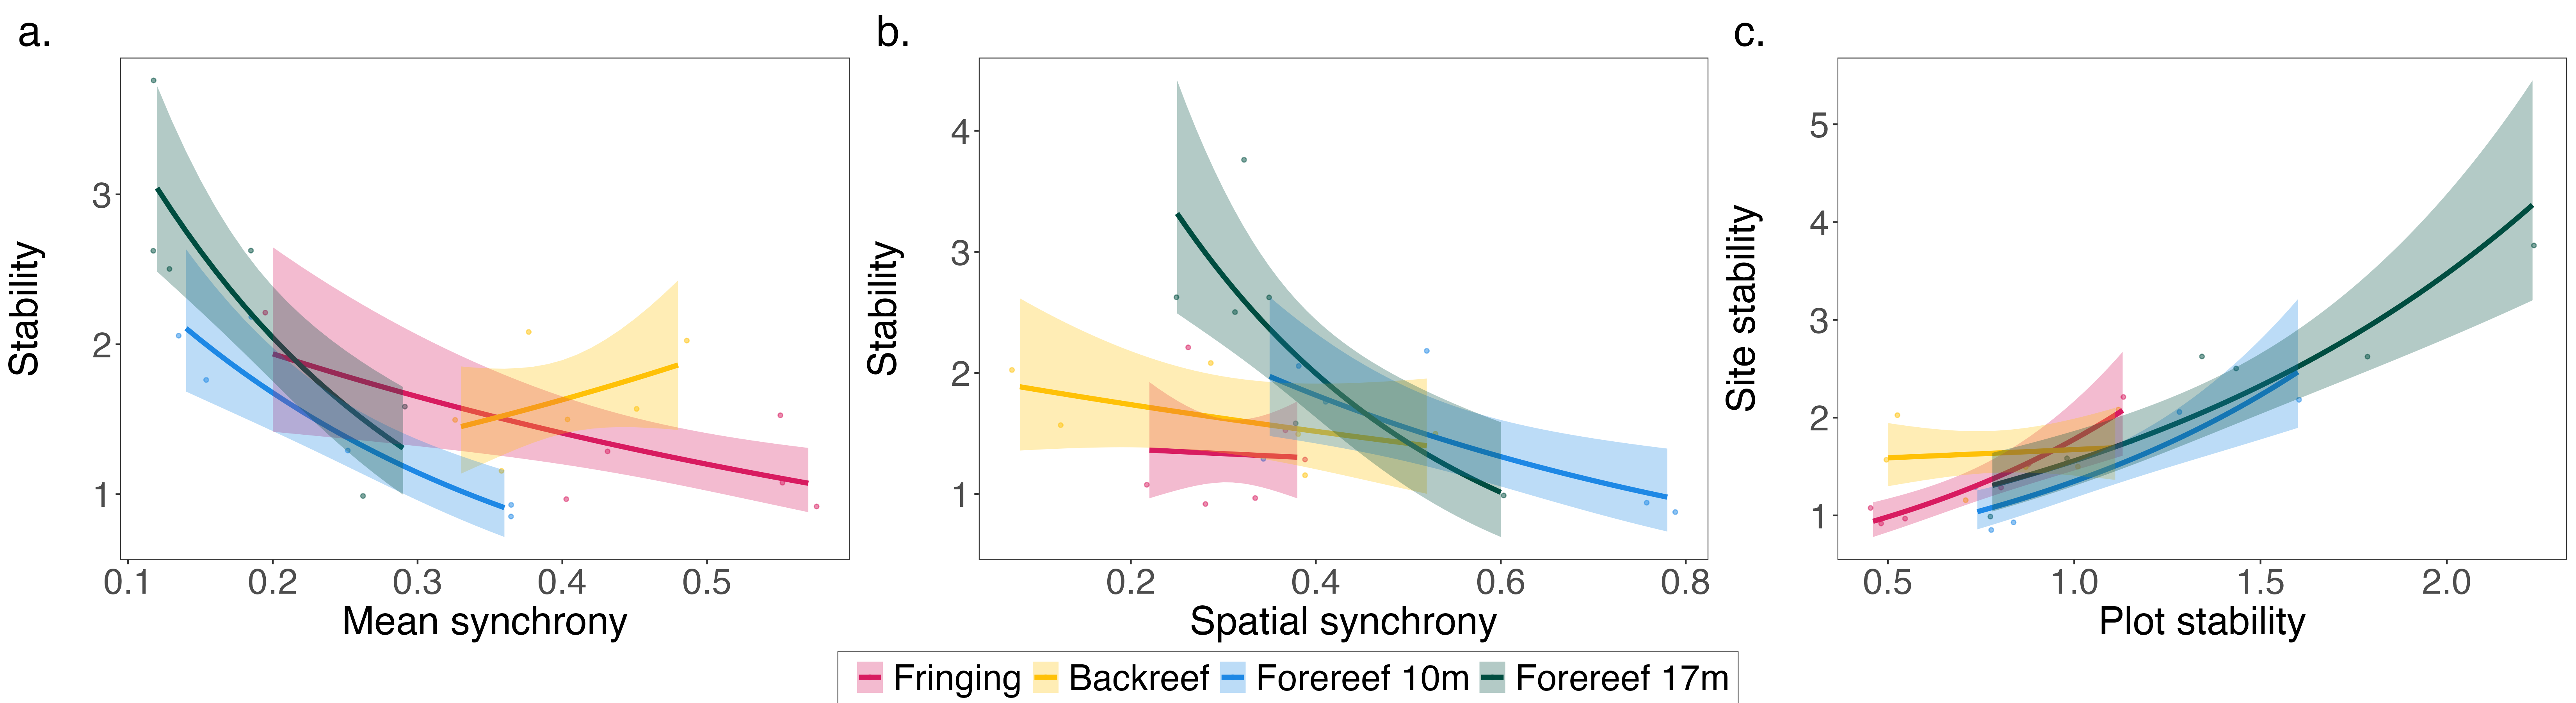 a.
b.
c.
Stability
3
2
1
0.1 0.2 0.3 0.4 0.5
Mean synchrony
Stability
4
3
2
1
0.2 0.4 0.6 0.8
Spatial synchrony
Site stability
5
4
3
2
1
0.5 1.0 1.5 2.0
Plot stability
Fringing Backreef Forereef 10m Forereef 17m